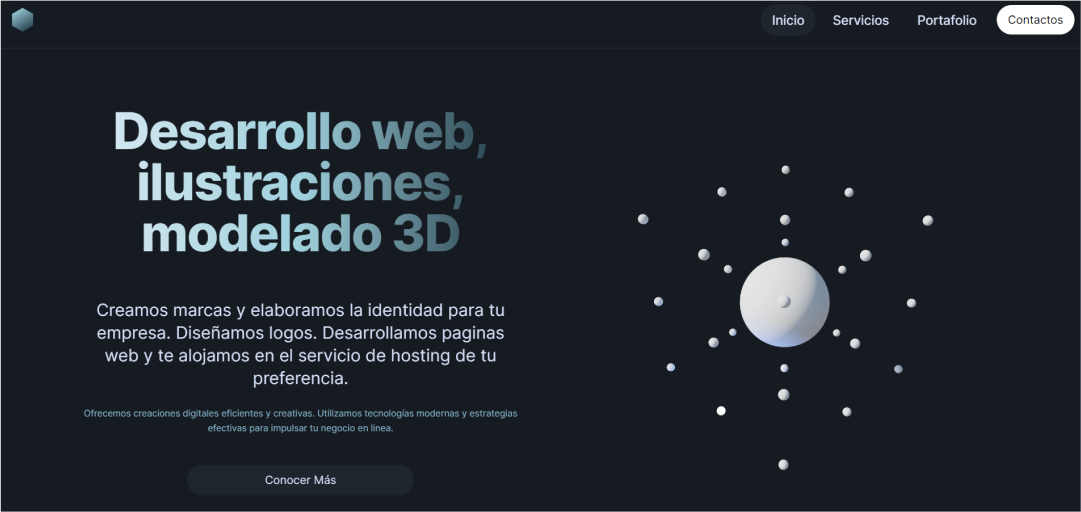 Inicio
Servicios
Portafolio
Contactos
Desarrollo web,
ilustraciones,
modelado 3D
Creamos marcas y elaboramos la identidad para tu
empresa. Diseñamos logos. Desarrollamos paginas
web y te alojamos en el servicio de hosting de tu
preferencia.
Ofrecemos creaciones digitales eficientes y creativas. Utilizamos tecnologías modernas y estrategias
efectivas para impulsar tu negocio en linea.
Conocer Más